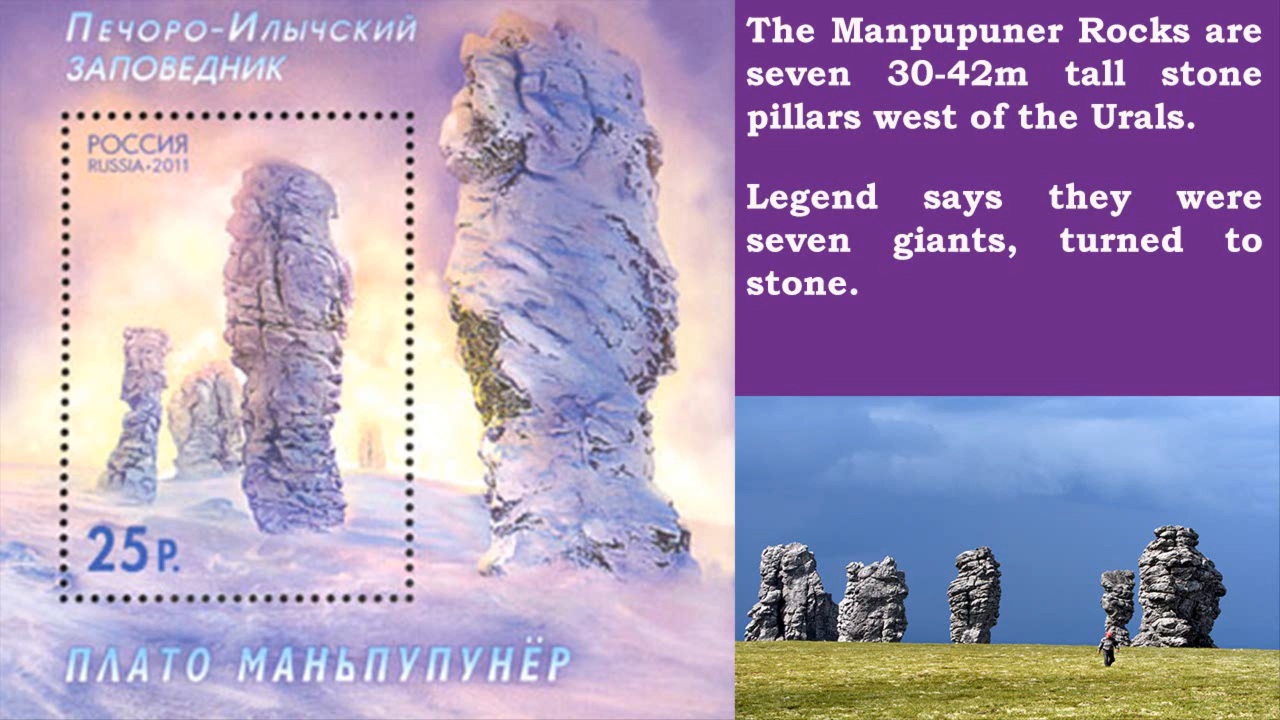 Печоро-Илычский
заповедник
РОССИЯ
RUSSIA•2011
25р.
ПЛАТО МАНЬПУПУНЁР
The Manpupuner Rocks are
seven 30-42m tall stone
pillars west of the Urals.
Legend says they were
seven giants, turned to
stone.